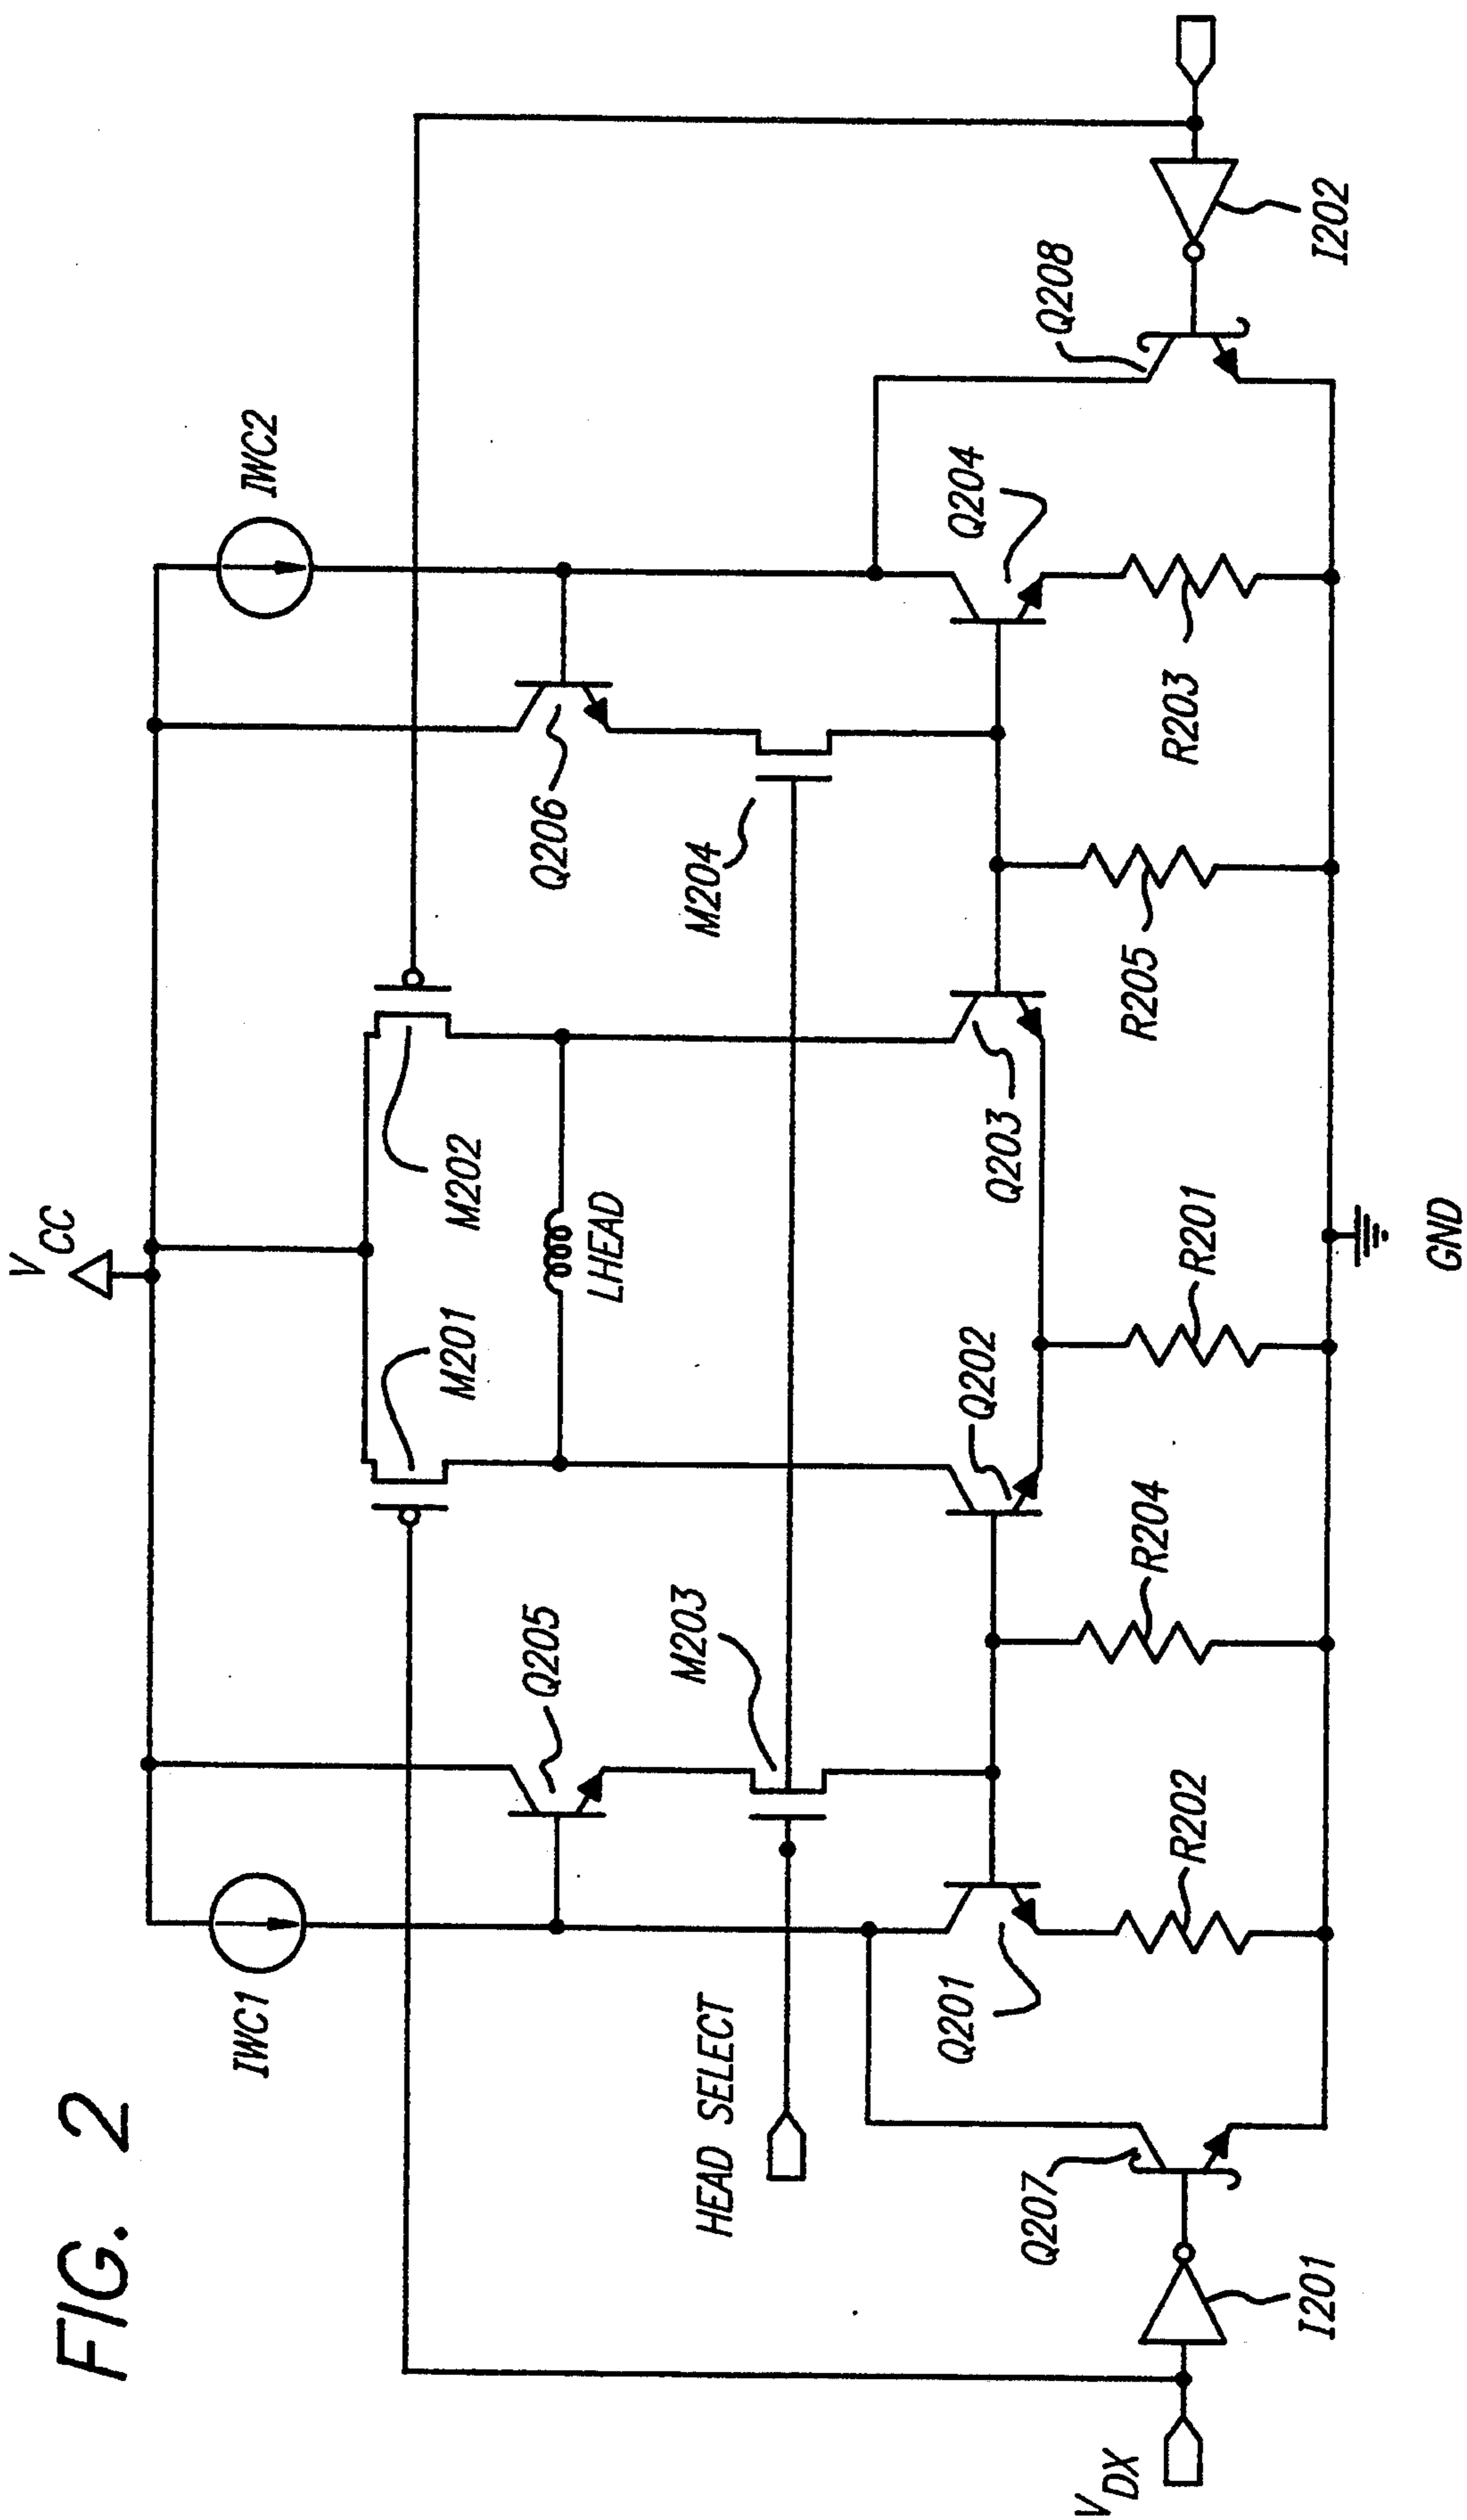 FIG. 2
VCC
IWC1
IWC2
M201
M202
Q205
LHEAD
Q206
HEAD SELECT
M203
M204
Q201
Q202
Q203
Q204
Q207
Q208
VDX
I201
R202
R204
R201
R205
R203
I202
GND